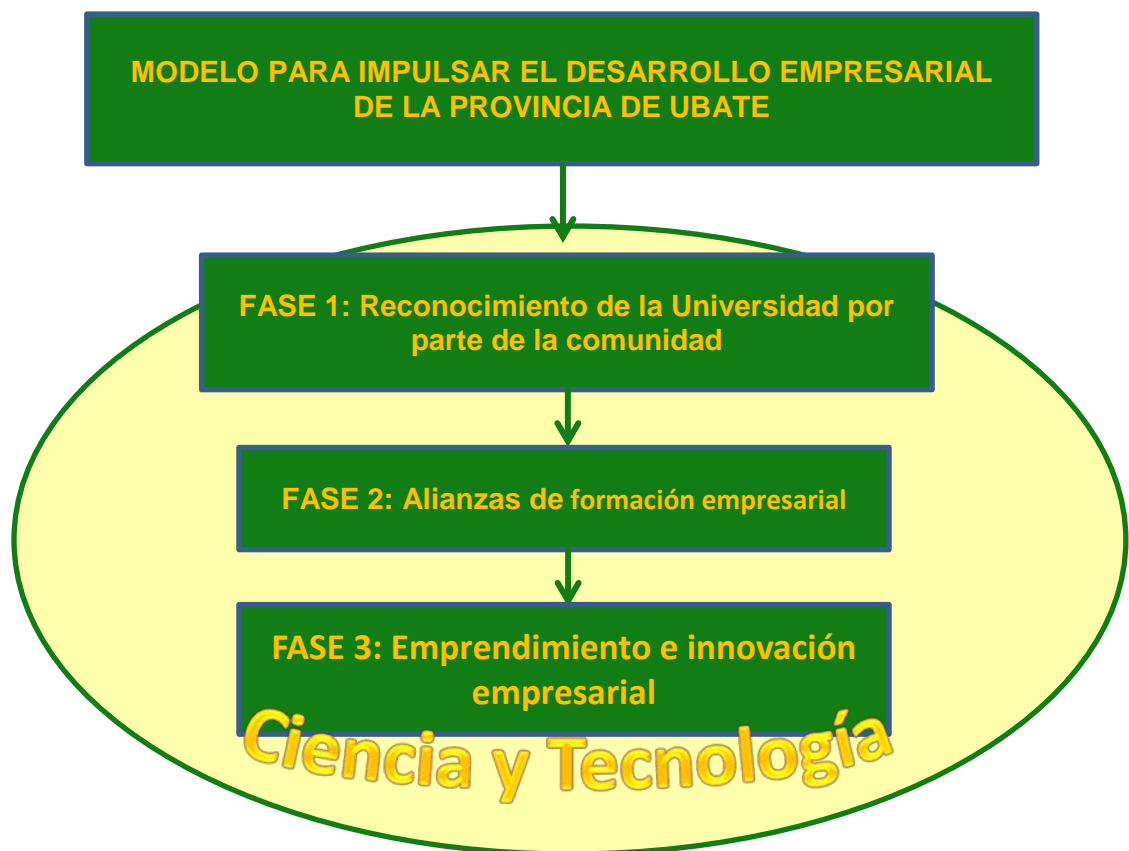 MODELO PARA IMPULSAR EL DESARROLLO EMPRESARIAL
DE LA PROVINCIA DE UBATE
FASE 1: Reconocimiento de la Universidad por
parte de la comunidad
FASE 2: Alianzas de formación empresarial
FASE 3: Emprendimiento e innovación
empresarial
Ciencia y Tecnología